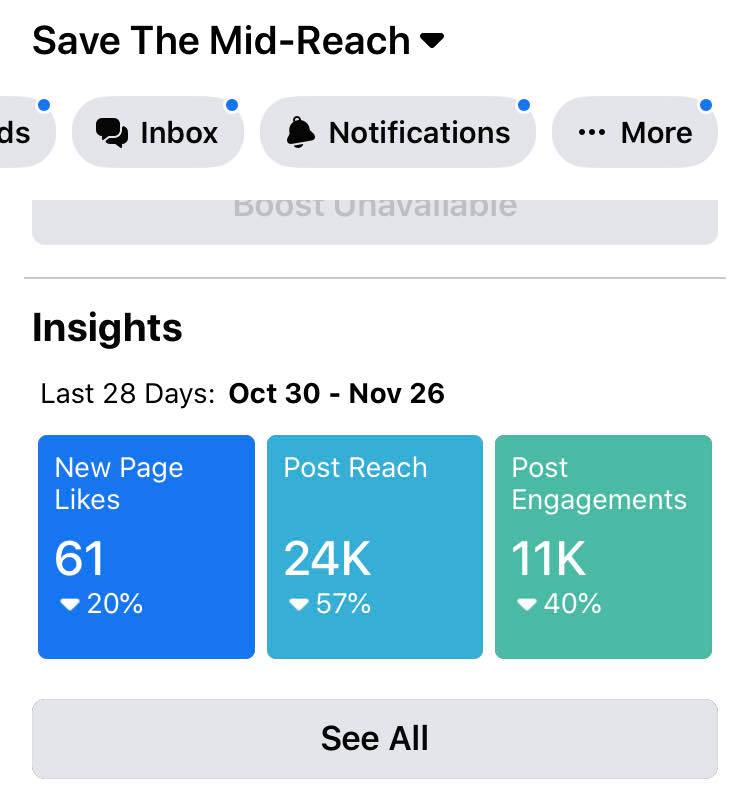 Save The Mid-Reach
ds Inbox Notifications More
Boost Unavailable
Insights
Last 28 Days: Oct 30 - Nov 26
New Page Likes
61
20%
Post Reach
24K
57%
Post Engagements
11K
40%
See All